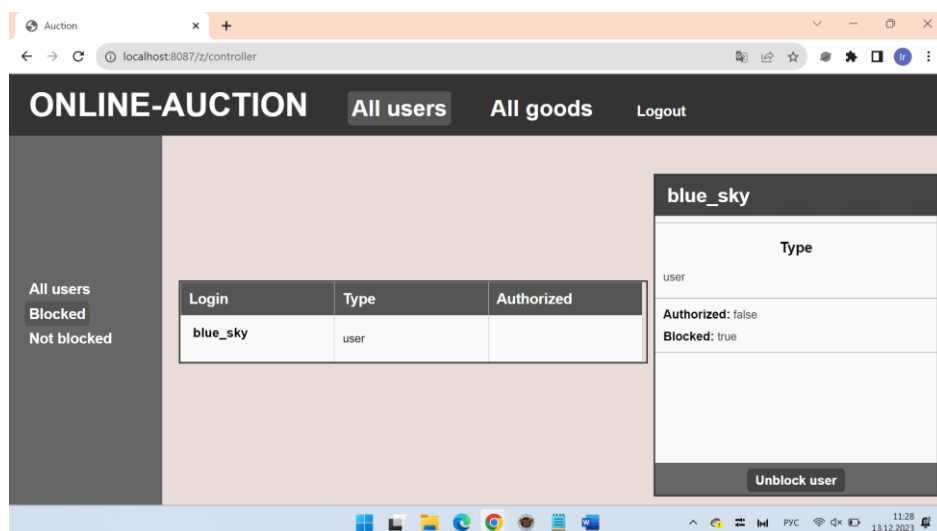 Auction
localhost:8087/z/controller
Ir
ONLINE-AUCTION All users All goods Logout
All users
Blocked
Not blocked
Login Type Authorized
blue_sky user
blue_sky
Type
user
Authorized: false
Blocked: true
Unblock user
РУС
11:28
13.12.2023